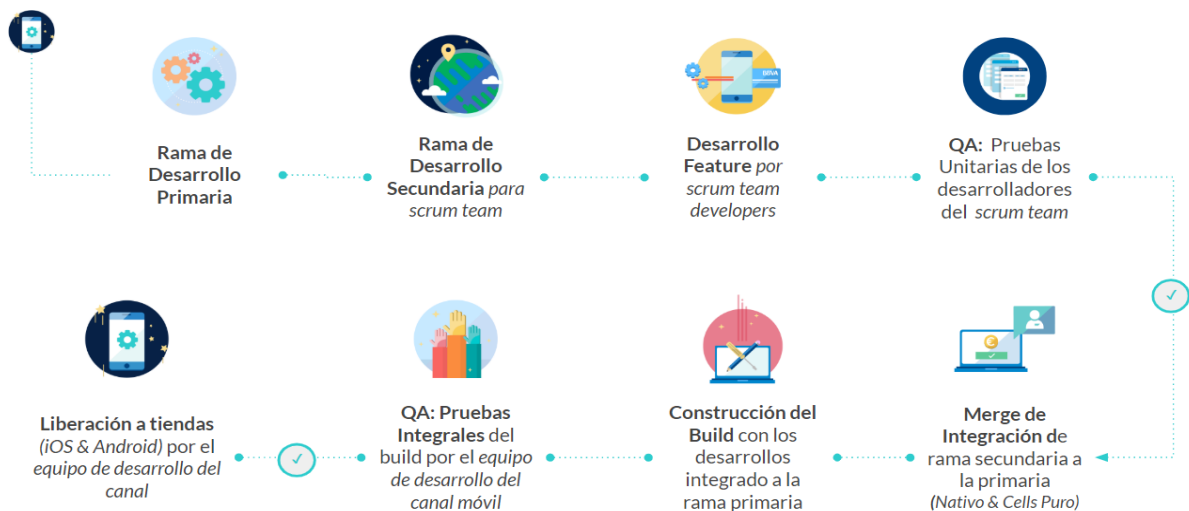 BBVA
Rama de
Desarrollo
Primaria
Rama de
Desarrollo
Secundaria para
scrum team
Desarrollo
Feature por
scrum team
developers
QA: Pruebas
Unitarias de los
desarrolladores
del scrum team
Liberación a tiendas
(iOS & Android) por el
equipo de desarrollo del
canal
QA: Pruebas
Integrales del
build por el equipo
de desarrollo del
canal móvil
Construcción del
Build con los
desarrollos
integrado a la
rama primaria
Merge de
Integración de
rama secundaria a
la primaria
(Nativo & Cells Puro)